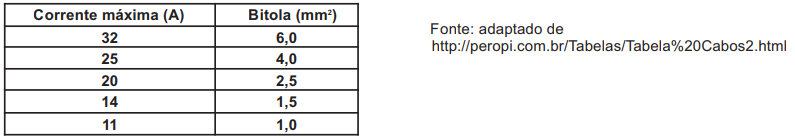 Corrente máxima (A) Bitola (mm²)
32 6,0
25 4,0
20 2,5
14 1,5
11 1,0
Fonte: adaptado de
http://peropi.com.br/Tabelas/Tabela%20Cabos2.html